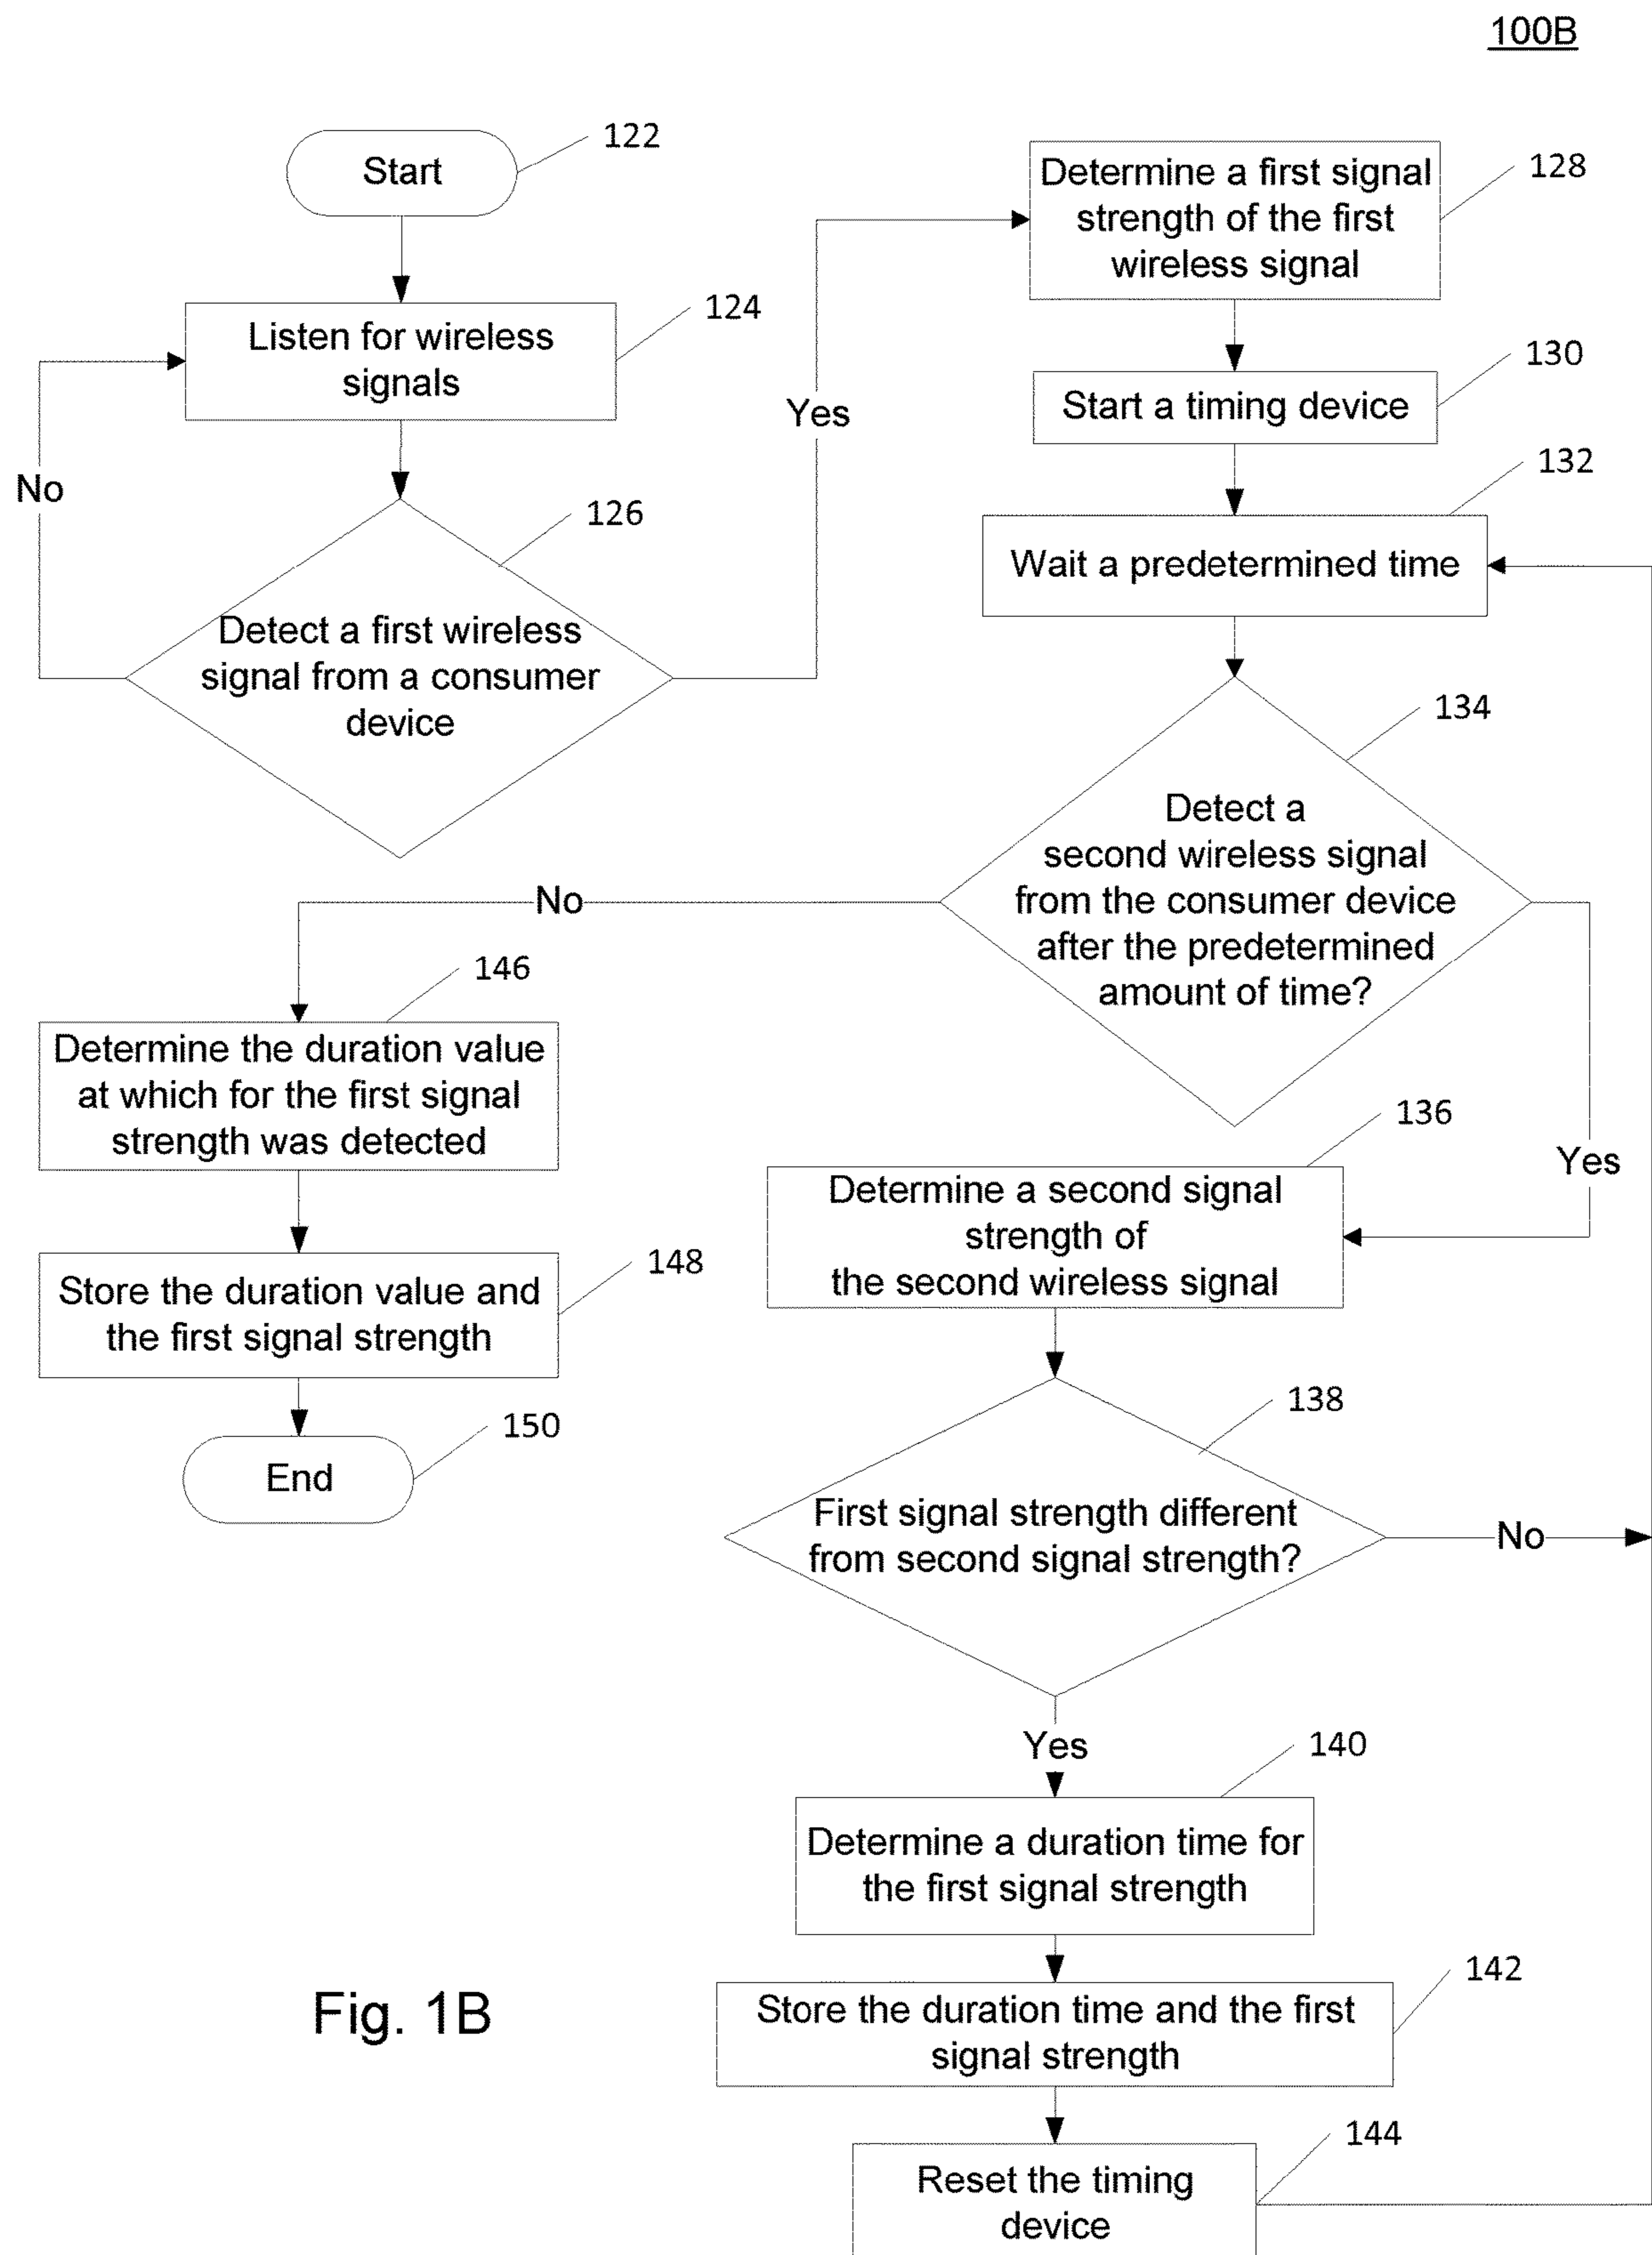 100B
Start
122
Listen for wireless
signals
124
No
Detect a first wireless
signal from a consumer
device
126
Yes
Determine a first signal
strength of the first
wireless signal
128
Start a timing device
130
Wait a predetermined time
132
Detect a
second wireless signal
from the consumer device
after the predetermined
amount of time?
134
No
Yes
Determine the duration value
at which for the first signal
strength was detected
146
Store the duration value and
the first signal strength
148
End
150
Determine a second signal
strength of
the second wireless signal
136
First signal strength different
from second signal strength?
138
No
Yes
Determine a duration time for
the first signal strength
140
Store the duration time and the first
signal strength
142
Reset the timing
device
144
Fig. 1B